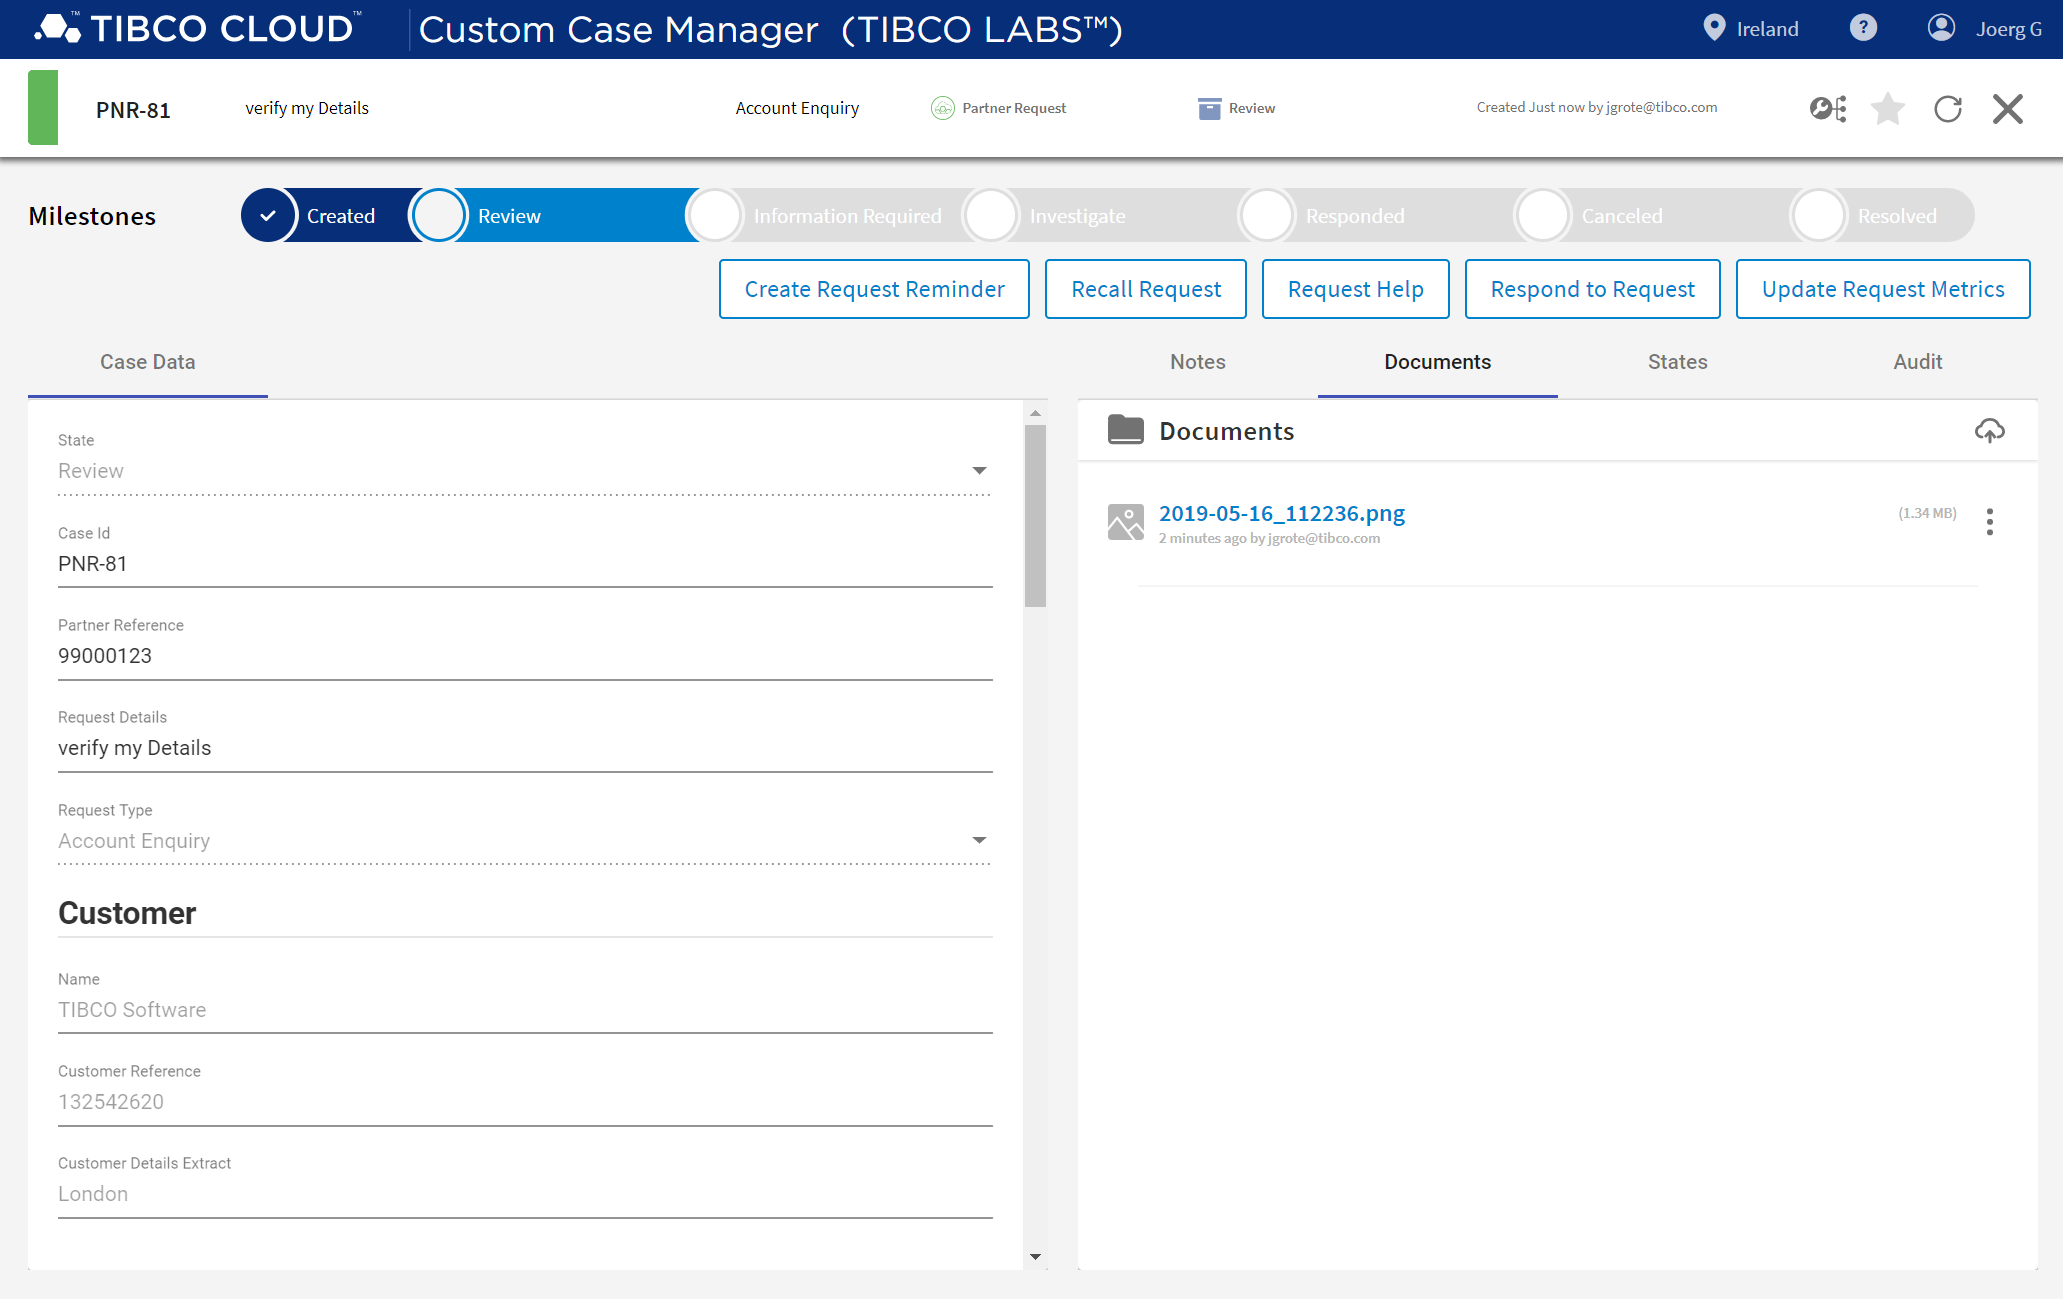 TIBCO CLOUD™ Custom Case Manager (TIBCO LABS™) Ireland ? Joerg G
PNR-81 verify my Details Account Enquiry Partner Request Review Created Just now by jgrote@tibco.com
Milestones Created Review Information Required Investigate Responded Canceled Resolved
Create Request Reminder Recall Request Request Help Respond to Request Update Request Metrics
Case Data Notes Documents States Audit
State
Review
Case Id
PNR-81
Partner Reference
99000123
Request Details
verify my Details
Request Type
Account Enquiry
Customer
Name
TIBCO Software
Customer Reference
132542620
Customer Details Extract
London
Documents
2019-05-16_112236.png (1.34 MB)
2 minutes ago by jgrote@tibco.com